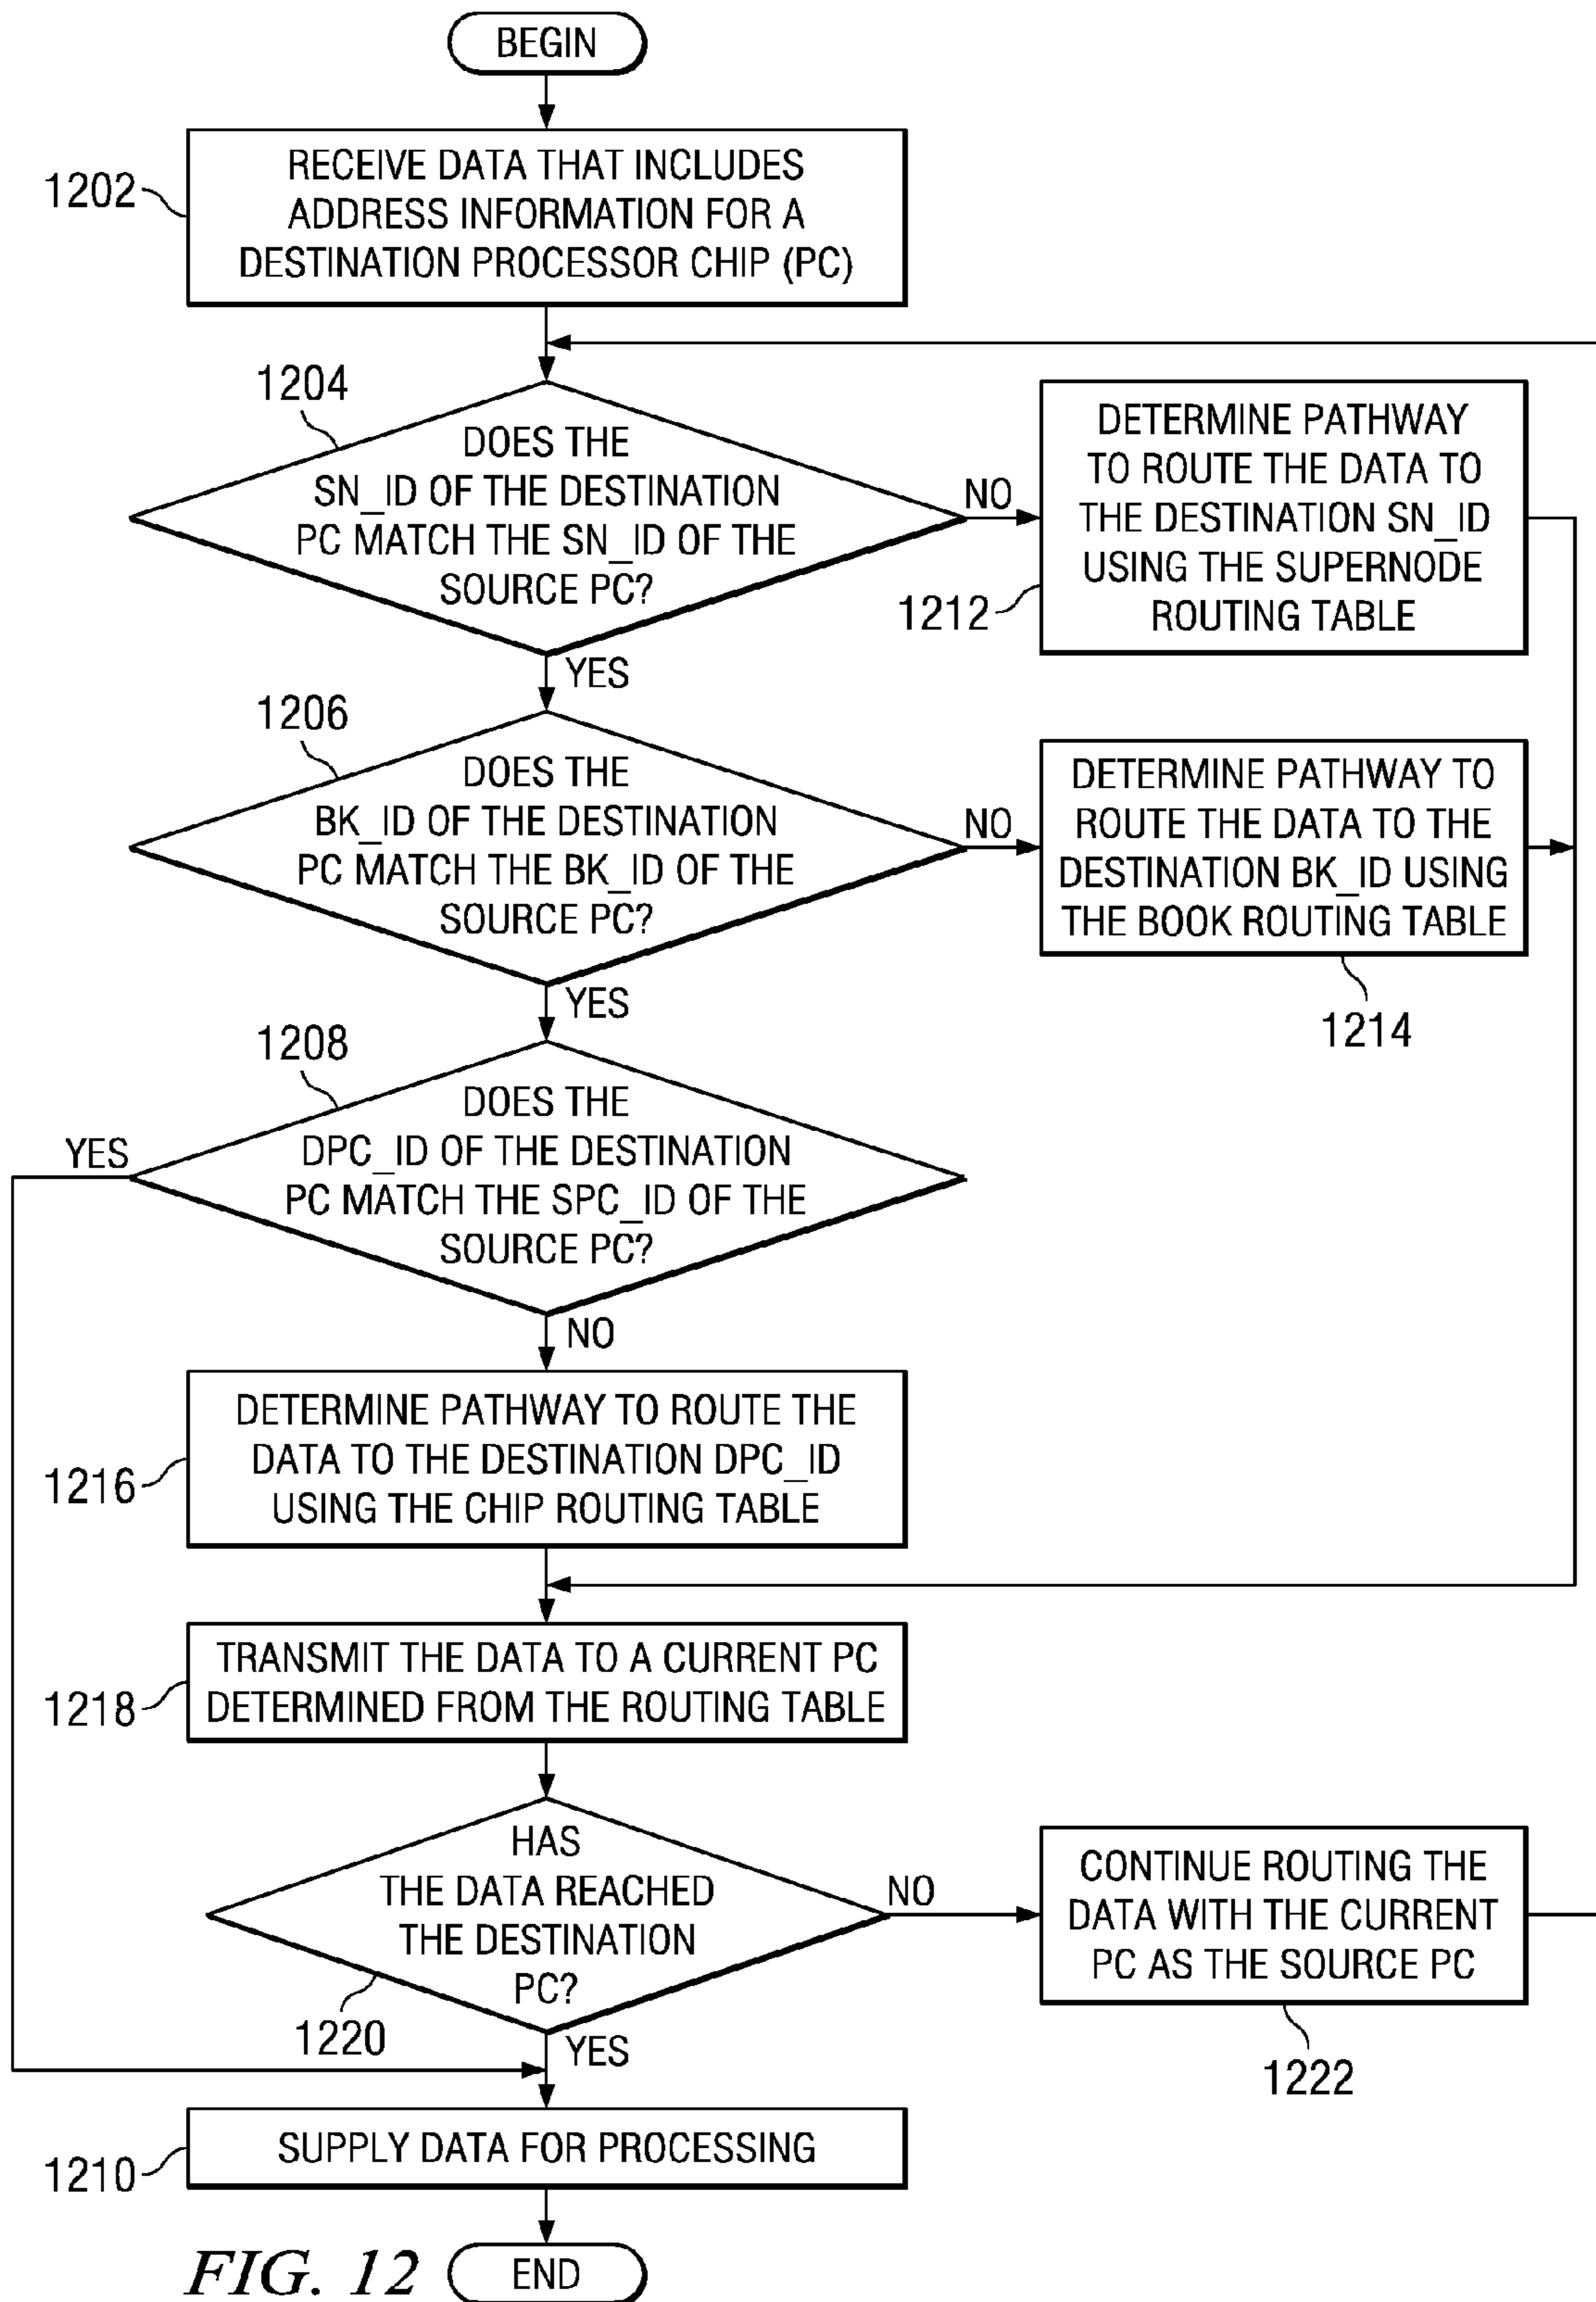 BEGIN
RECEIVE DATA THAT INCLUDES
ADDRESS INFORMATION FOR A
DESTINATION PROCESSOR CHIP (PC)
1202
1204
DOES THE
SN_ID OF THE DESTINATION
PC MATCH THE SN_ID OF THE
SOURCE PC?
NO
DETERMINE PATHWAY
TO ROUTE THE DATA TO
THE DESTINATION SN_ID
USING THE SUPERNODE
ROUTING TABLE
1212
YES
1206
DOES THE
BK_ID OF THE DESTINATION
PC MATCH THE BK_ID OF THE
SOURCE PC?
NO
DETERMINE PATHWAY TO
ROUTE THE DATA TO THE
DESTINATION BK_ID USING
THE BOOK ROUTING TABLE
1214
YES
1208
DOES THE
DPC_ID OF THE DESTINATION
PC MATCH THE SPC_ID OF THE
SOURCE PC?
YES
NO
DETERMINE PATHWAY TO ROUTE THE
DATA TO THE DESTINATION DPC_ID
USING THE CHIP ROUTING TABLE
1216
TRANSMIT THE DATA TO A CURRENT PC
DETERMINED FROM THE ROUTING TABLE
1218
HAS
THE DATA REACHED
THE DESTINATION
PC?
1220
NO
CONTINUE ROUTING THE
DATA WITH THE CURRENT
PC AS THE SOURCE PC
1222
YES
SUPPLY DATA FOR PROCESSING
1210
END
FIG. 12